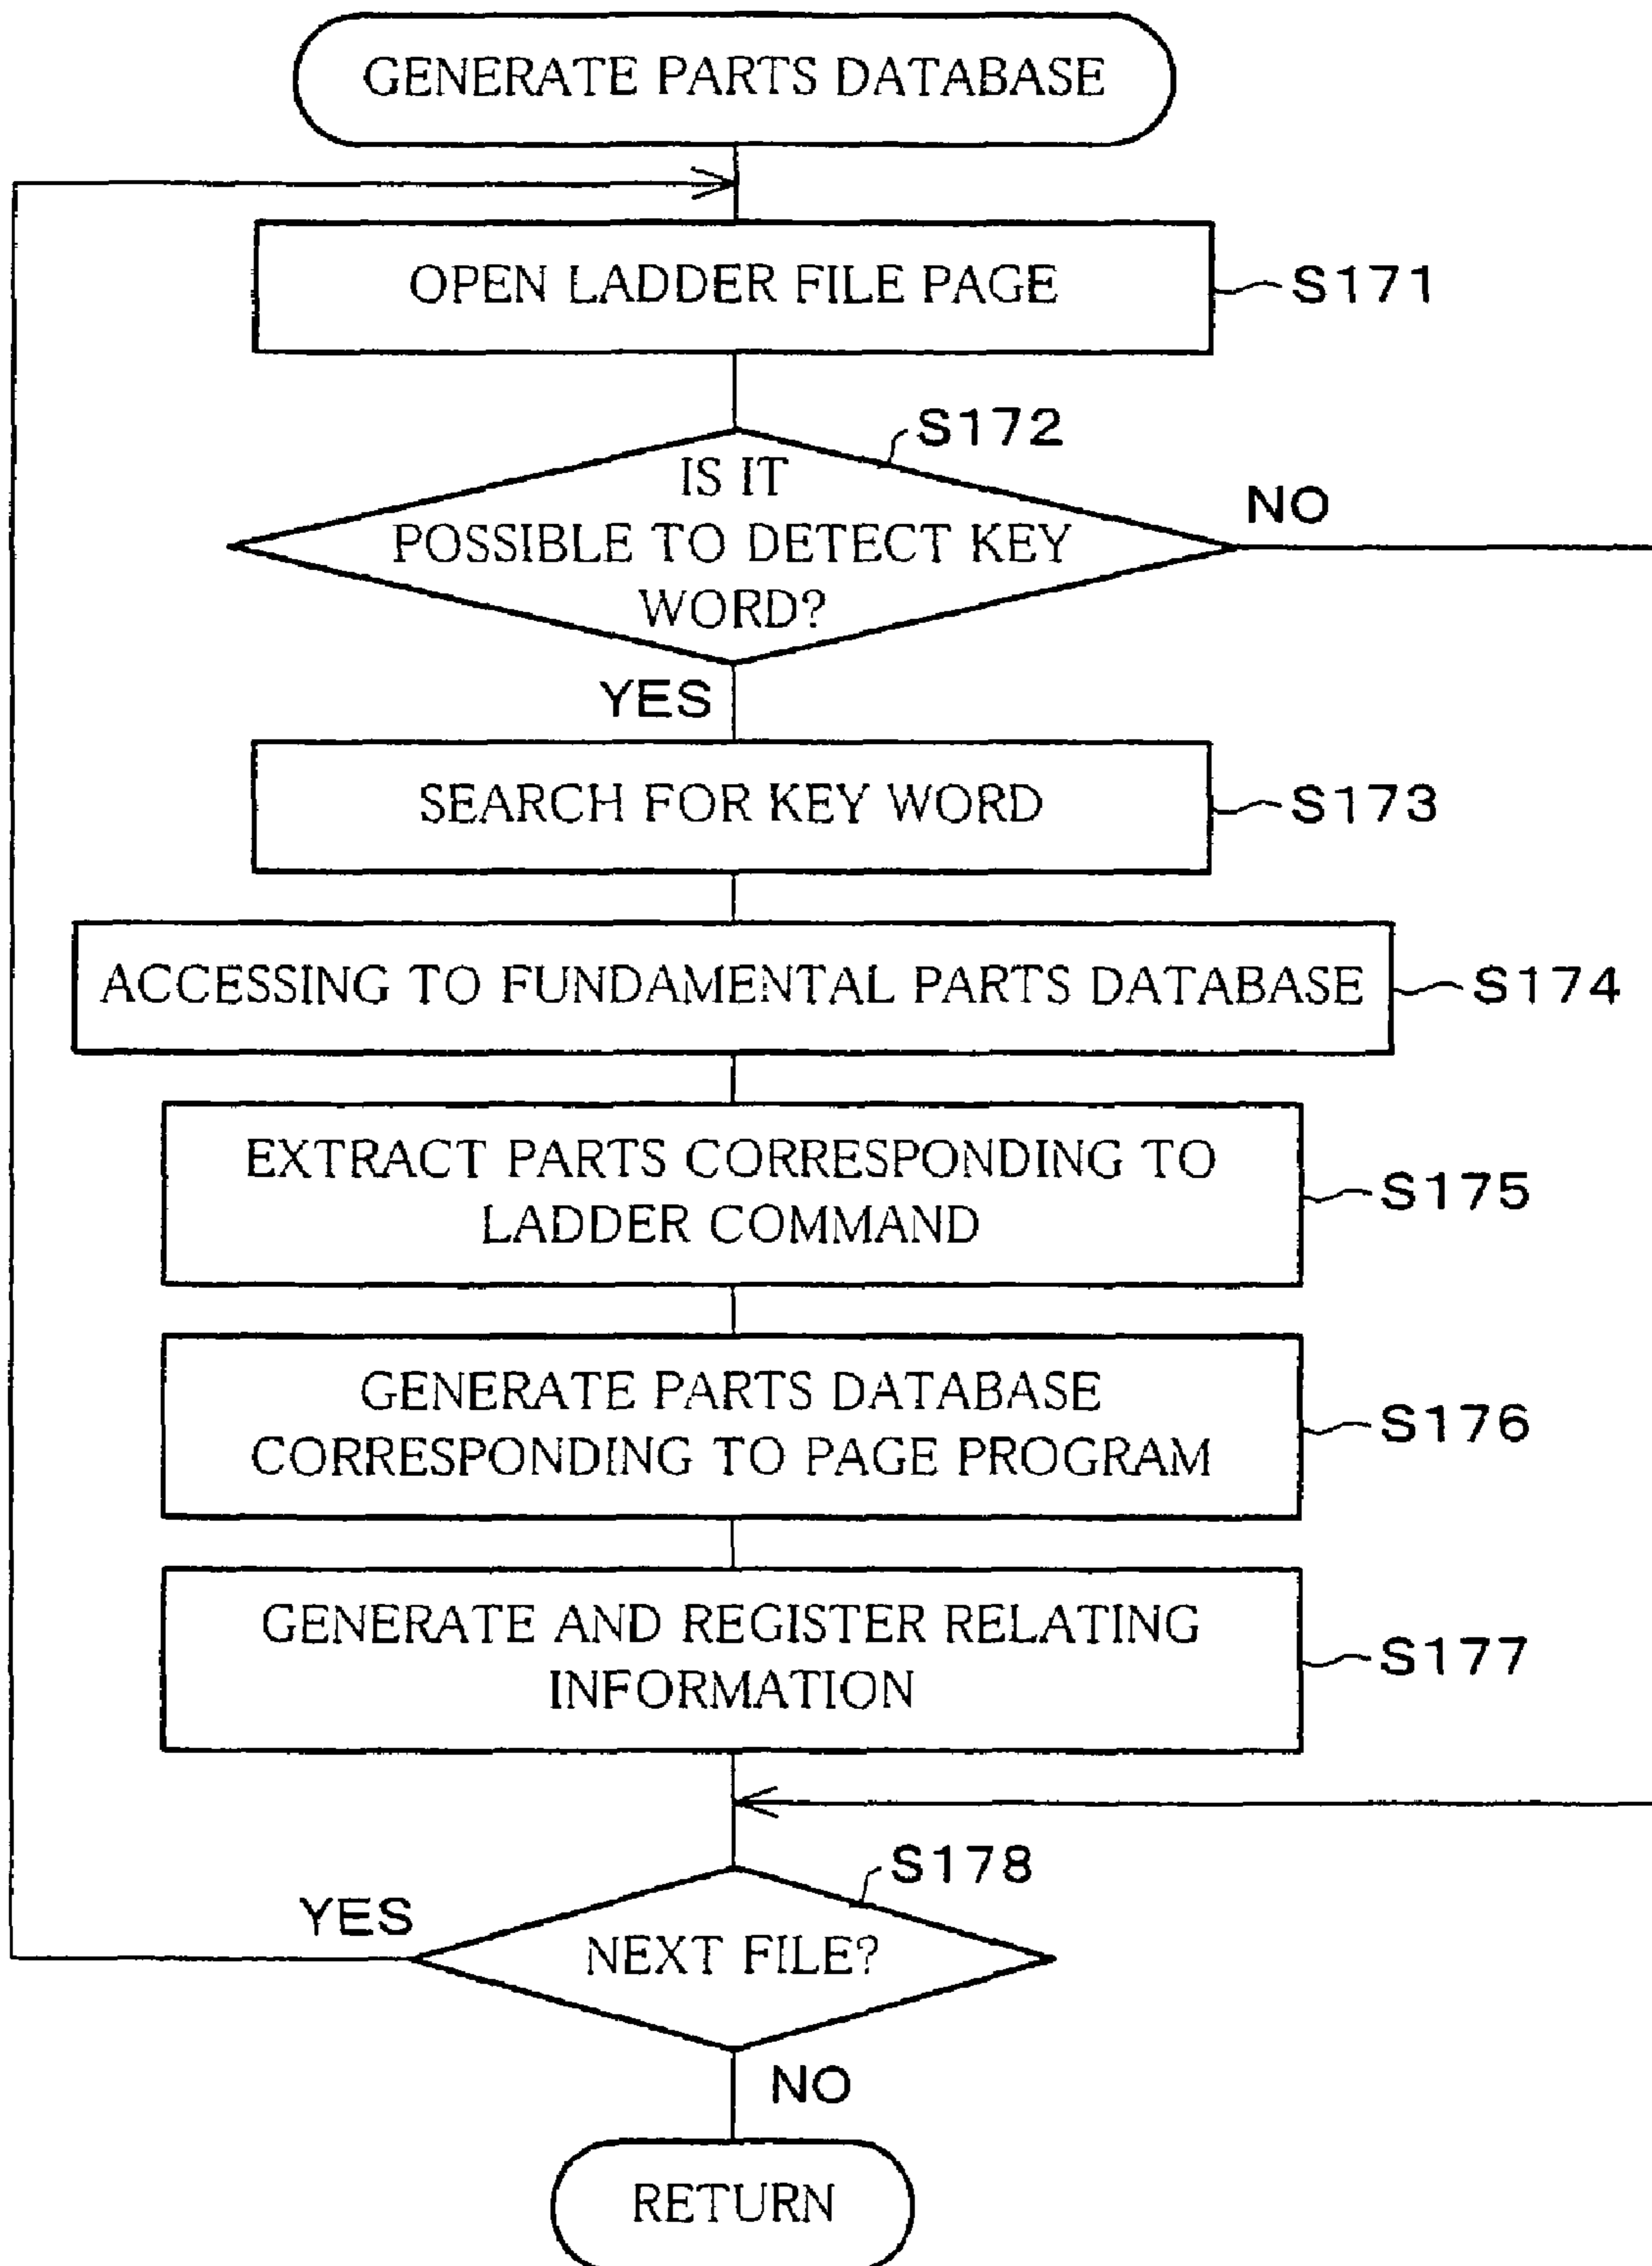 GENERATE PARTS DATABASE
OPEN LADDER FILE PAGE
S171
S172
IS IT
POSSIBLE TO DETECT KEY
WORD?
NO
YES
SEARCH FOR KEY WORD
S173
ACCESSING TO FUNDAMENTAL PARTS DATABASE
S174
EXTRACT PARTS CORRESPONDING TO
LADDER COMMAND
S175
GENERATE PARTS DATABASE
CORRESPONDING TO PAGE PROGRAM
S176
GENERATE AND REGISTER RELATING
INFORMATION
S177
S178
YES
NEXT FILE?
NO
RETURN